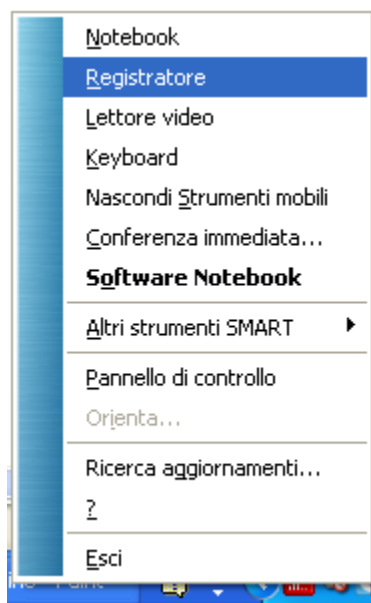 Notebook
Registratore
Lettore video
Keyboard
Nascondi Strumenti mobili
Conferenza immediata...
Software Notebook
Altri strumenti SMART
Pannello di controllo
Orienta...
Ricerca aggiornamenti...
?
Esci